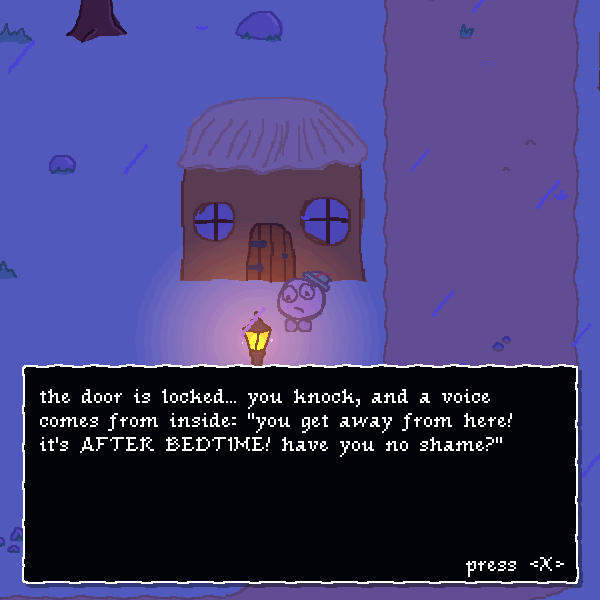 the door is locked... you knock, and a voice
comes from inside: "you get away from here!
it's AFTER BEDTIME! have you no shame?"
press <X>